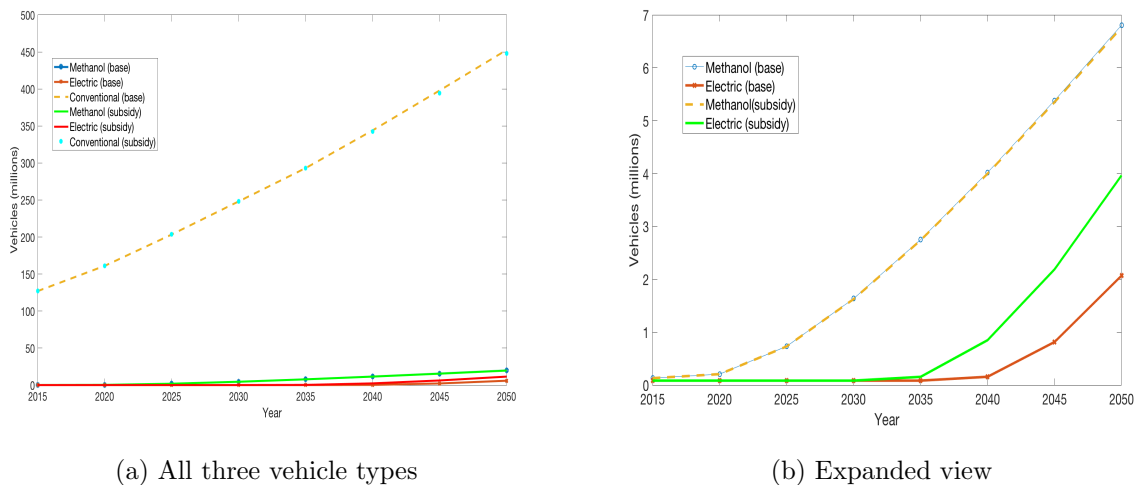 500
450
400
350
300
250
200
150
100
50
0
Vehicles (millions)
Methanol (base)
Electric (base)
Conventional (base)
Methanol (subsidy)
Electric (subsidy)
Conventional (subsidy)
2015 2020 2025 2030 2035 2040 2045 2050
Year
(a) All three vehicle types
7
6
5
4
3
2
1
0
Vehicles (millions)
Methanol (base)
Electric (base)
Methanol(subsidy)
Electric (subsidy)
2015 2020 2025 2030 2035 2040 2045 2050
Year
(b) Expanded view